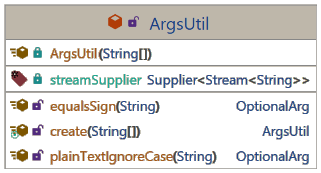 ArgsUtil
ArgsUtil(String[])
streamSupplier Supplier<Stream<String>>
equalsSign(String) OptionalArg
create(String[]) ArgsUtil
plainTextIgnoreCase(String) OptionalArg